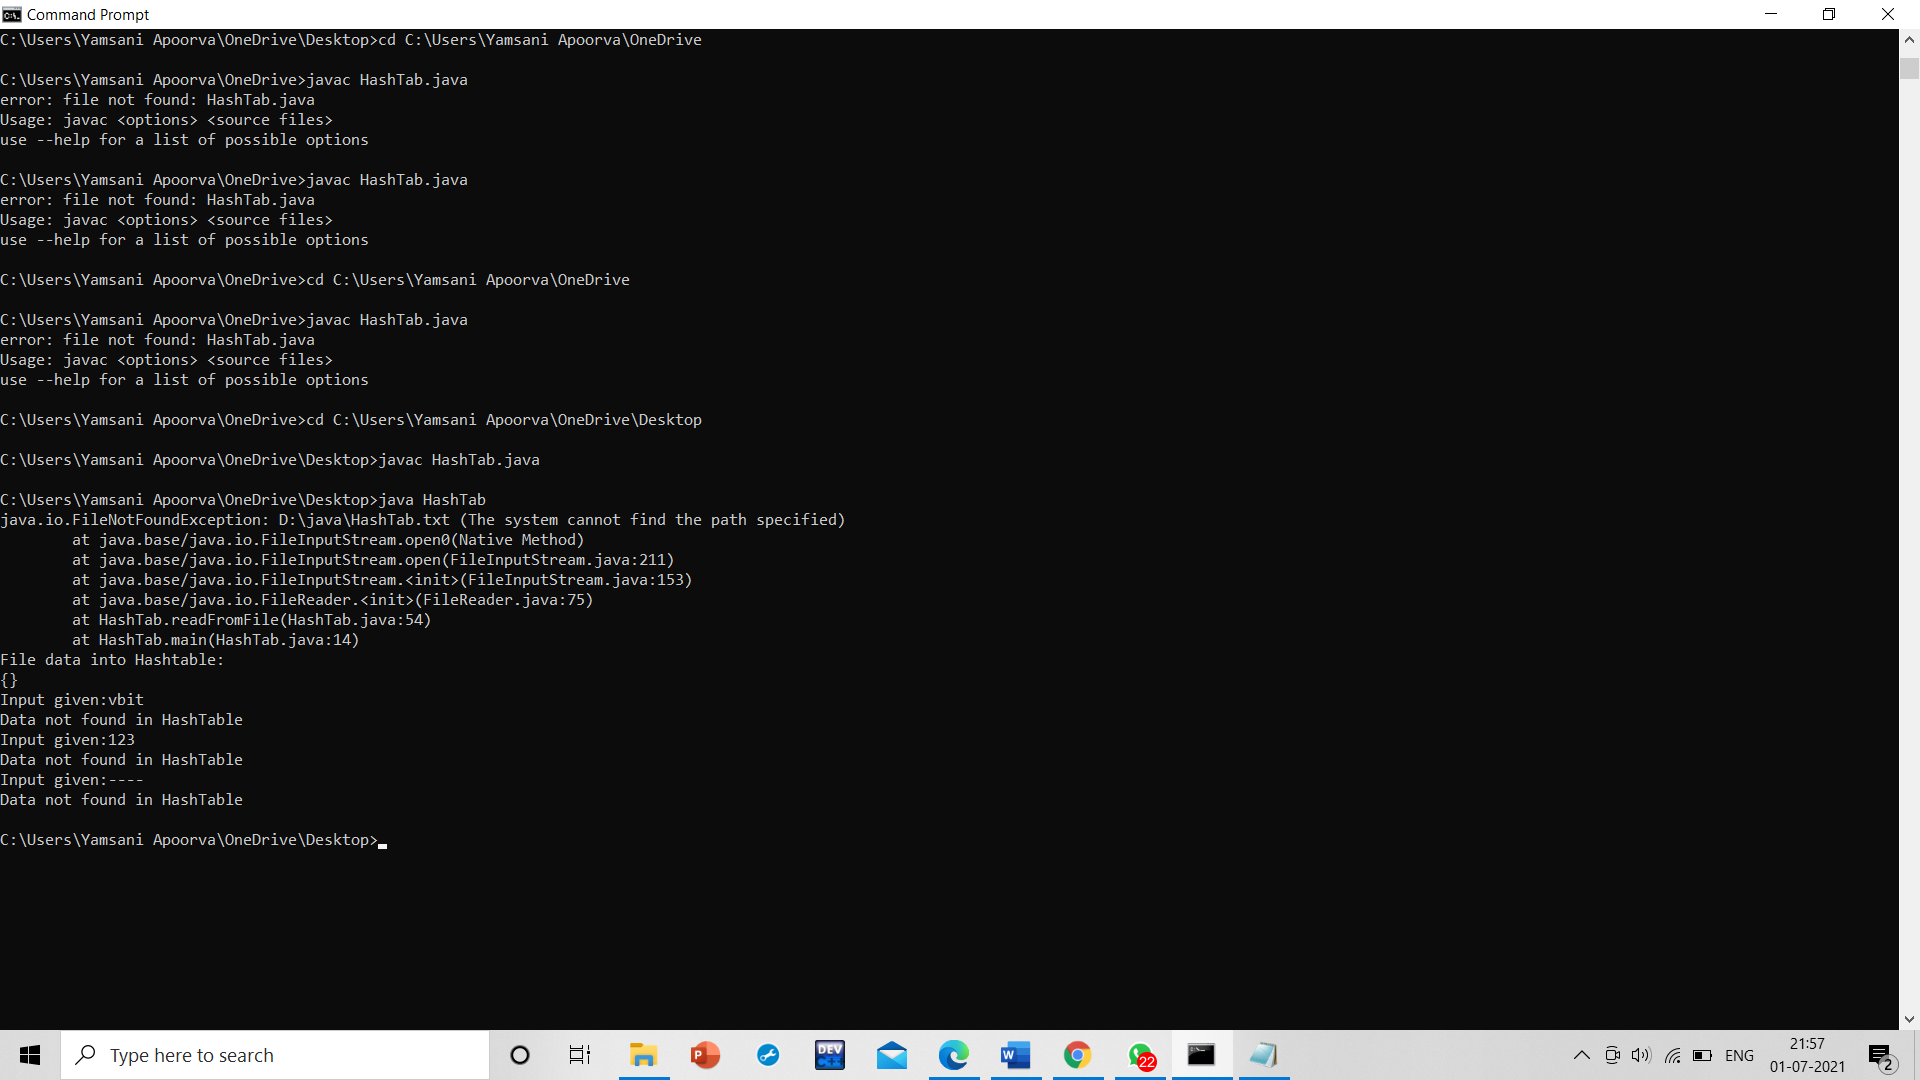 Command Prompt
C:\Users\Yamsani Apoorva\OneDrive\Desktop>cd C:\Users\Yamsani Apoorva\OneDrive
C:\Users\Yamsani Apoorva\OneDrive>javac HashTab.java
error: file not found: HashTab.java
Usage: javac <options> <source files>
use --help for a list of possible options
C:\Users\Yamsani Apoorva\OneDrive>javac HashTab.java
error: file not found: HashTab.java
Usage: javac <options> <source files>
use --help for a list of possible options
C:\Users\Yamsani Apoorva\OneDrive>cd C:\Users\Yamsani Apoorva\OneDrive
C:\Users\Yamsani Apoorva\OneDrive>javac HashTab.java
error: file not found: HashTab.java
Usage: javac <options> <source files>
use --help for a list of possible options
C:\Users\Yamsani Apoorva\OneDrive>cd C:\Users\Yamsani Apoorva\OneDrive\Desktop
C:\Users\Yamsani Apoorva\OneDrive\Desktop>javac HashTab.java
C:\Users\Yamsani Apoorva\OneDrive\Desktop>java HashTab
java.io.FileNotFoundException: D:\java\HashTab.txt (The system cannot find the path specified)
at java.base/java.io.FileInputStream.open0(Native Method)
at java.base/java.io.FileInputStream.open(FileInputStream.java:211)
at java.base/java.io.FileInputStream.<init>(FileInputStream.java:153)
at java.base/java.io.FileReader.<init>(FileReader.java:75)
at HashTab.readFromFile(HashTab.java:54)
at HashTab.main(HashTab.java:14)
File data into Hashtable:
{}
Input given:vbit
Data not found in HashTable
Input given:123
Data not found in HashTable
Input given:----
Data not found in HashTable
C:\Users\Yamsani Apoorva\OneDrive\Desktop>
Type here to search
DEV C++
22
ENG
21:57
01-07-2021
2